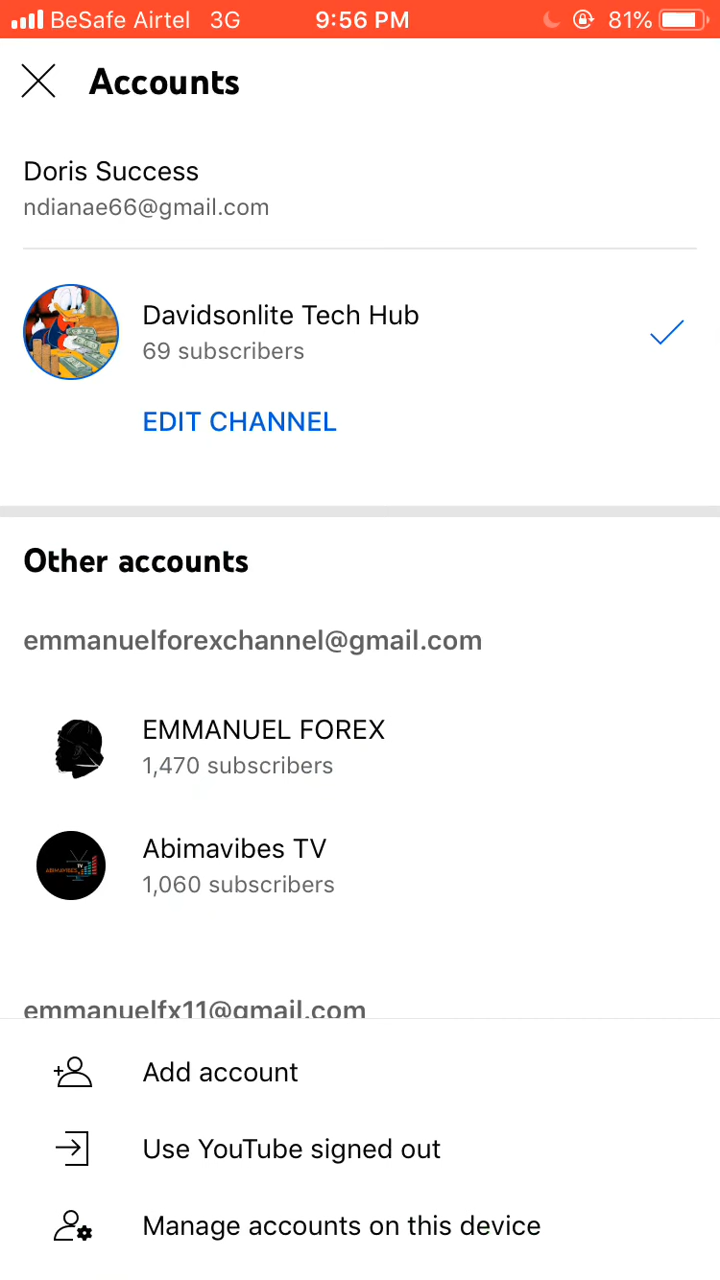 BeSafe Airtel 3G 9:56 PM 81%
Accounts
Doris Success
ndianae66@gmail.com
Davidsonlite Tech Hub
69 subscribers
EDIT CHANNEL
Other accounts
emmanuelforexchannel@gmail.com
EMMANUEL FOREX
1,470 subscribers
TV
ABIMAVIBES
Abimavibes TV
1,060 subscribers
emmanuelfx11@gmail.com
Add account
Use YouTube signed out
Manage accounts on this device